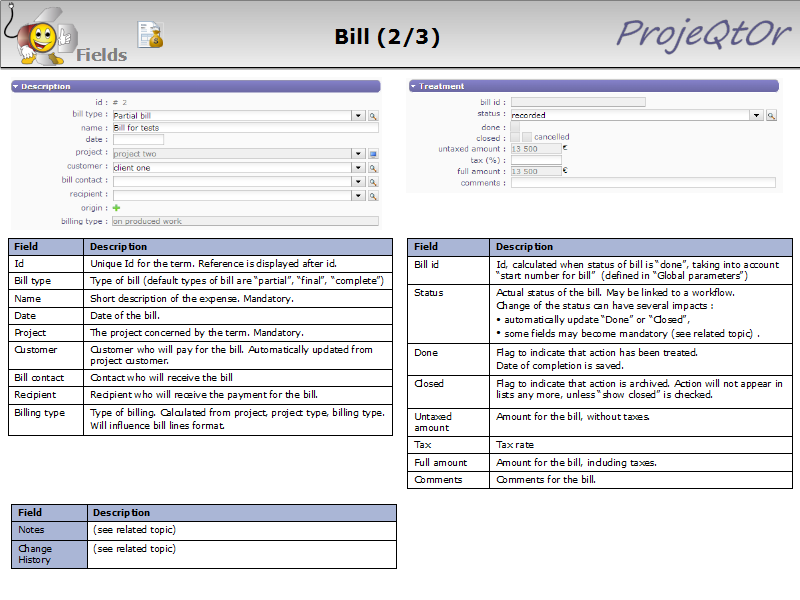 Fields
Bill (2/3)
ProjeQtOr
Description
id : # 2
bill type : Partial bill
name : Bill for tests
date :
project : project two
customer : client one
bill contact :
recipient :
origin :
billing type : on produced work
Treatment
bill id :
status : recorded
done :
closed : cancelled
untaxed amount : 13 500 €
tax (%) :
full amount : 13 500 €
comments :
Field Description
Id Unique Id for the term. Reference is displayed after id.
Bill type Type of bill (default types of bill are “partial”, “final”, “complete”)
Name Short description of the expense. Mandatory.
Date Date of the bill.
Project The project concerned by the term. Mandatory.
Customer Customer who will pay for the bill. Automatically updated from
project customer.
Bill contact Contact who will receive the bill
Recipient Recipient who will receive the payment for the bill.
Billing type Type of billing. Calculated from project, project type, billing type.
Will influence bill lines format.
Field Description
Bill id Id, calculated when status of bill is “done”, taking into account
“start number for bill” (defined in “Global parameters”)
Status Actual status of the bill. May be linked to a workflow.
Change of the status can have several impacts :
• automatically update “Done” or “Closed”,
• some fields may become mandatory (see related topic) .
Done Flag to indicate that action has been treated.
Date of completion is saved.
Closed Flag to indicate that action is archived. Action will not appear in
lists any more, unless “show closed” is checked.
Untaxed Amount for the bill, without taxes.
amount
Tax Tax rate
Full amount Amount for the bill, including taxes.
Comments Comments for the bill.
Field Description
Notes (see related topic)
Change (see related topic)
History